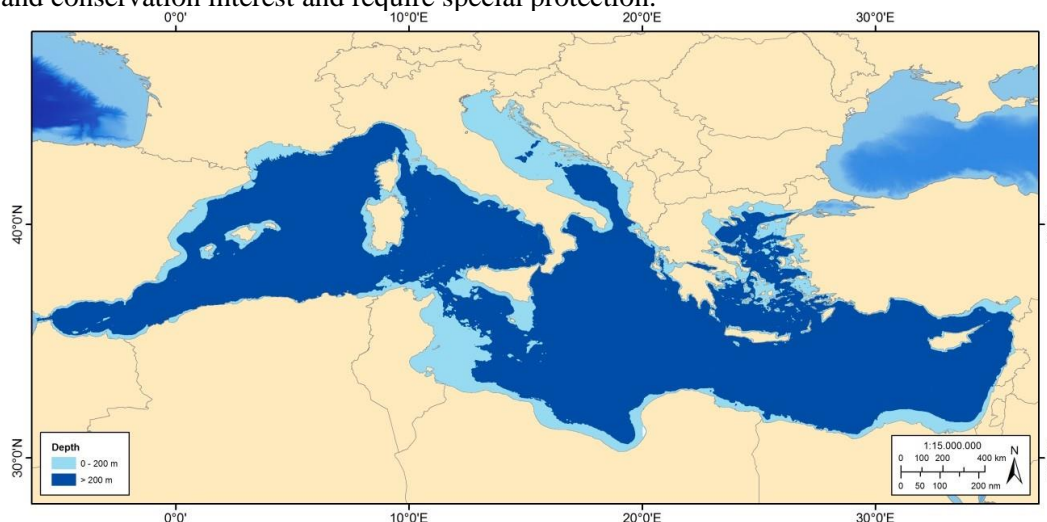 and conservation interest and require special protection.
0°0' 10°0'E 20°0'E 30°0'E
40°0'N
30°0'N
Depth
0 - 200 m
> 200 m
1:15.000.000
0 100 200 400 km
N
0 50 100 200 nm
0°0' 10°0'E 20°0'E 30°0'E